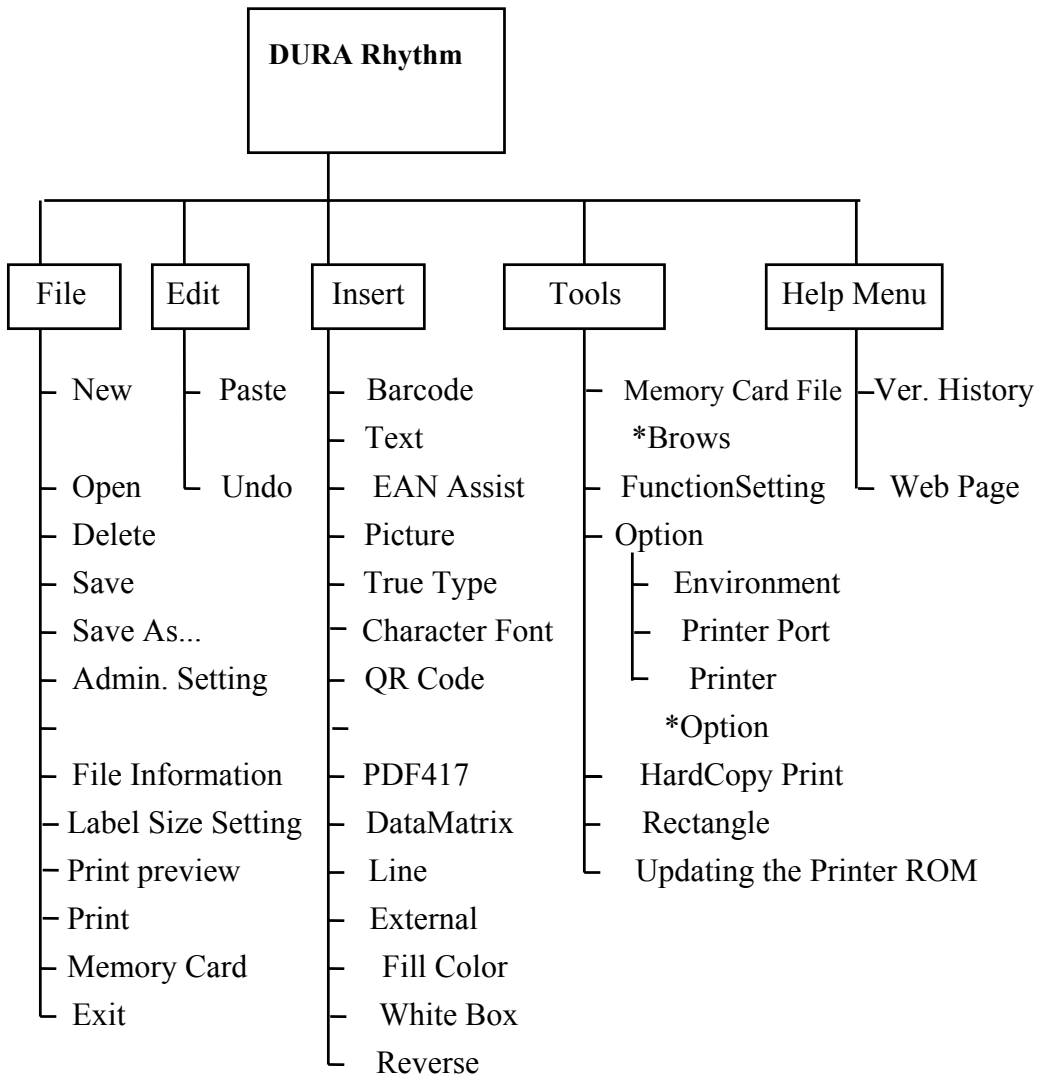 DURA Rhythm
File
Edit
Insert
Tools
Help Menu
New
Open
Delete
Save
Save As...
Admin. Setting
File Information
Label Size Setting
Print preview
Print
Memory Card
Exit
Paste
Undo
Barcode
Text
EAN Assist
Picture
True Type
Character Font
QR Code
PDF417
DataMatrix
Line
External
Fill Color
White Box
Reverse
Memory Card File
*Brows
FunctionSetting
Option
Environment
Printer Port
Printer
*Option
HardCopy Print
Rectangle
Updating the Printer ROM
Ver. History
Web Page